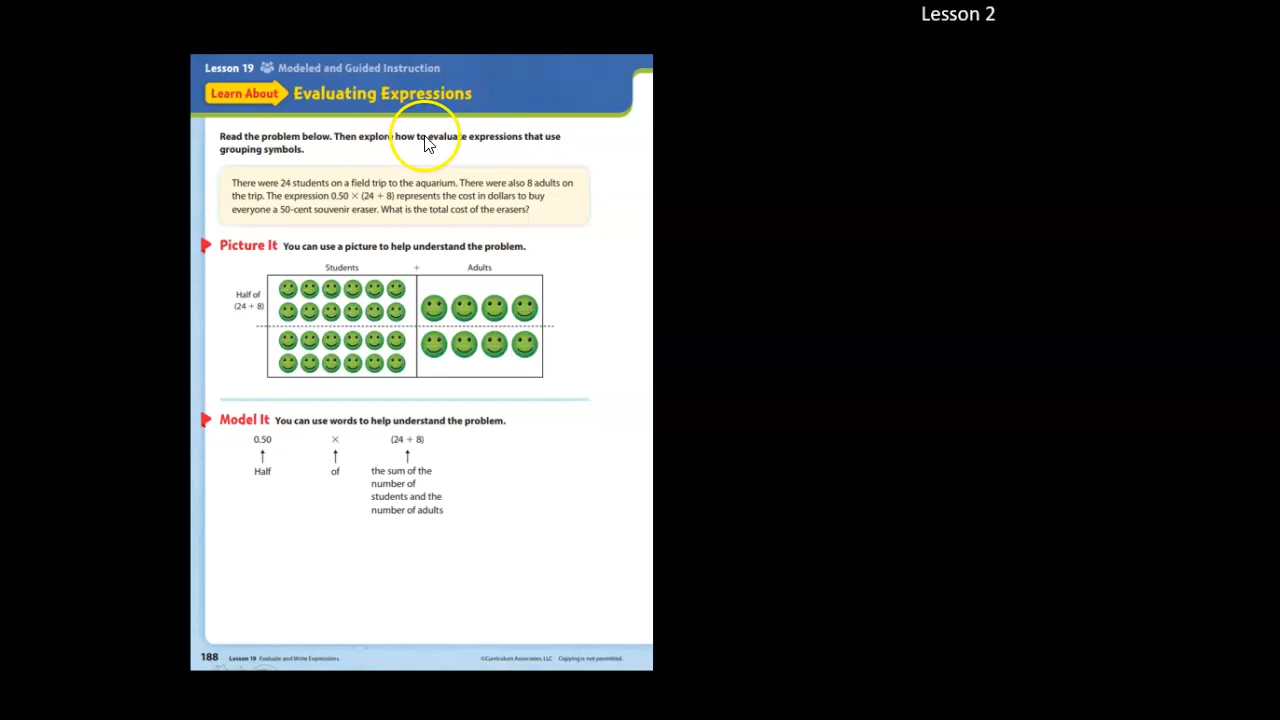 Lesson 2
Lesson 19 Modeled and Guided Instruction
Learn About Evaluating Expressions
Read the problem below. Then explore how to evaluate expressions that use
grouping symbols.
There were 24 students on a field trip to the aquarium. There were also 8 adults on
the trip. The expression 0.50 × (24 + 8) represents the cost in dollars to buy
everyone a 50-cent souvenir eraser. What is the total cost of the erasers?
Picture It You can use a picture to help understand the problem.
Students + Adults
Half of
(24 + 8)
Model It You can use words to help understand the problem.
0.50 × (24 + 8)
Half of the sum of the
number of
students and the
number of adults
188 Lesson 19 Evaluate and Write Expressions ©Curriculum Associates, LLC Copying is not permitted.